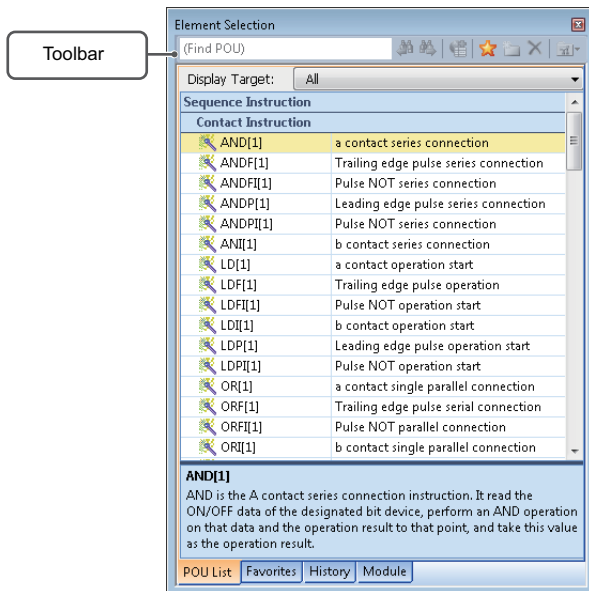 Element Selection
Toolbar
(Find POU)
Display Target: All
Sequence Instruction
Contact Instruction
AND[1] a contact series connection
ANDF[1] Trailing edge pulse series connection
ANDFI[1] Pulse NOT series connection
ANDP[1] Leading edge pulse series connection
ANDPI[1] Pulse NOT series connection
ANI[1] b contact series connection
LD[1] a contact operation start
LDF[1] Trailing edge pulse operation
LDFI[1] Pulse NOT operation start
LDI[1] b contact operation start
LDP[1] Leading edge pulse operation start
LDPI[1] Pulse NOT operation start
OR[1] a contact single parallel connection
ORF[1] Trailing edge pulse serial connection
ORFI[1] Pulse NOT parallel connection
ORI[1] b contact single parallel connection
AND[1]
AND is the A contact series connection instruction. It read the
ON/OFF data of the designated bit device, perform an AND operation
on that data and the operation result to that point, and take this value
as the operation result.
POU List Favorites History Module